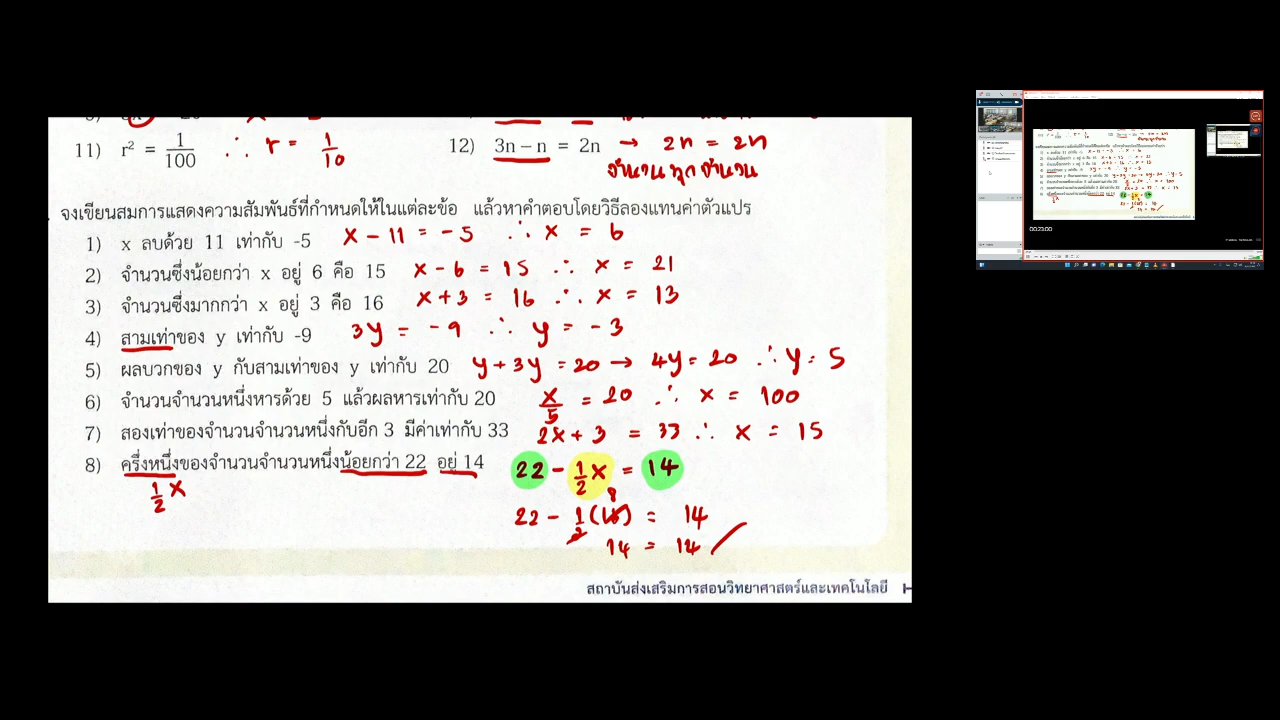 11) r² = 1/100 ∴ r = 1/10
12) 3n – n = 2n → 2n = 2n
จำนวนทุกจำนวน
จงเขียนสมการแสดงความสัมพันธ์ที่กำหนดให้ในแต่ละข้อ แล้วหาคำตอบโดยวิธีลองแทนค่าตัวแปร
1) x ลบด้วย 11 เท่ากับ -5 x - 11 = -5 ∴ x = 6
2) จำนวนซึ่งน้อยกว่า x อยู่ 6 คือ 15 x - 6 = 15 ∴ x = 21
3) จำนวนซึ่งมากกว่า x อยู่ 3 คือ 16 x + 3 = 16 ∴ x = 13
4) สามเท่าของ y เท่ากับ -9 3y = -9 ∴ y = -3
5) ผลบวกของ y กับสามเท่าของ y เท่ากับ 20 y + 3y = 20 → 4y = 20 ∴ y = 5
6) จำนวนจำนวนหนึ่งหารด้วย 5 แล้วผลหารเท่ากับ 20 x/5 = 20 ∴ x = 100
7) สองเท่าของจำนวนจำนวนหนึ่งกับอีก 3 มีค่าเท่ากับ 33 2x + 3 = 33 ∴ x = 15
8) ครึ่งหนึ่งของจำนวนจำนวนหนึ่งน้อยกว่า 22 อยู่ 14 22 - 1/2 x = 14
1/2 x
22 - 1/2 (16) = 14
8
14 = 14
สถาบันส่งเสริมการสอนวิทยาศาสตร์และเทคโนโลยี
00:23:00